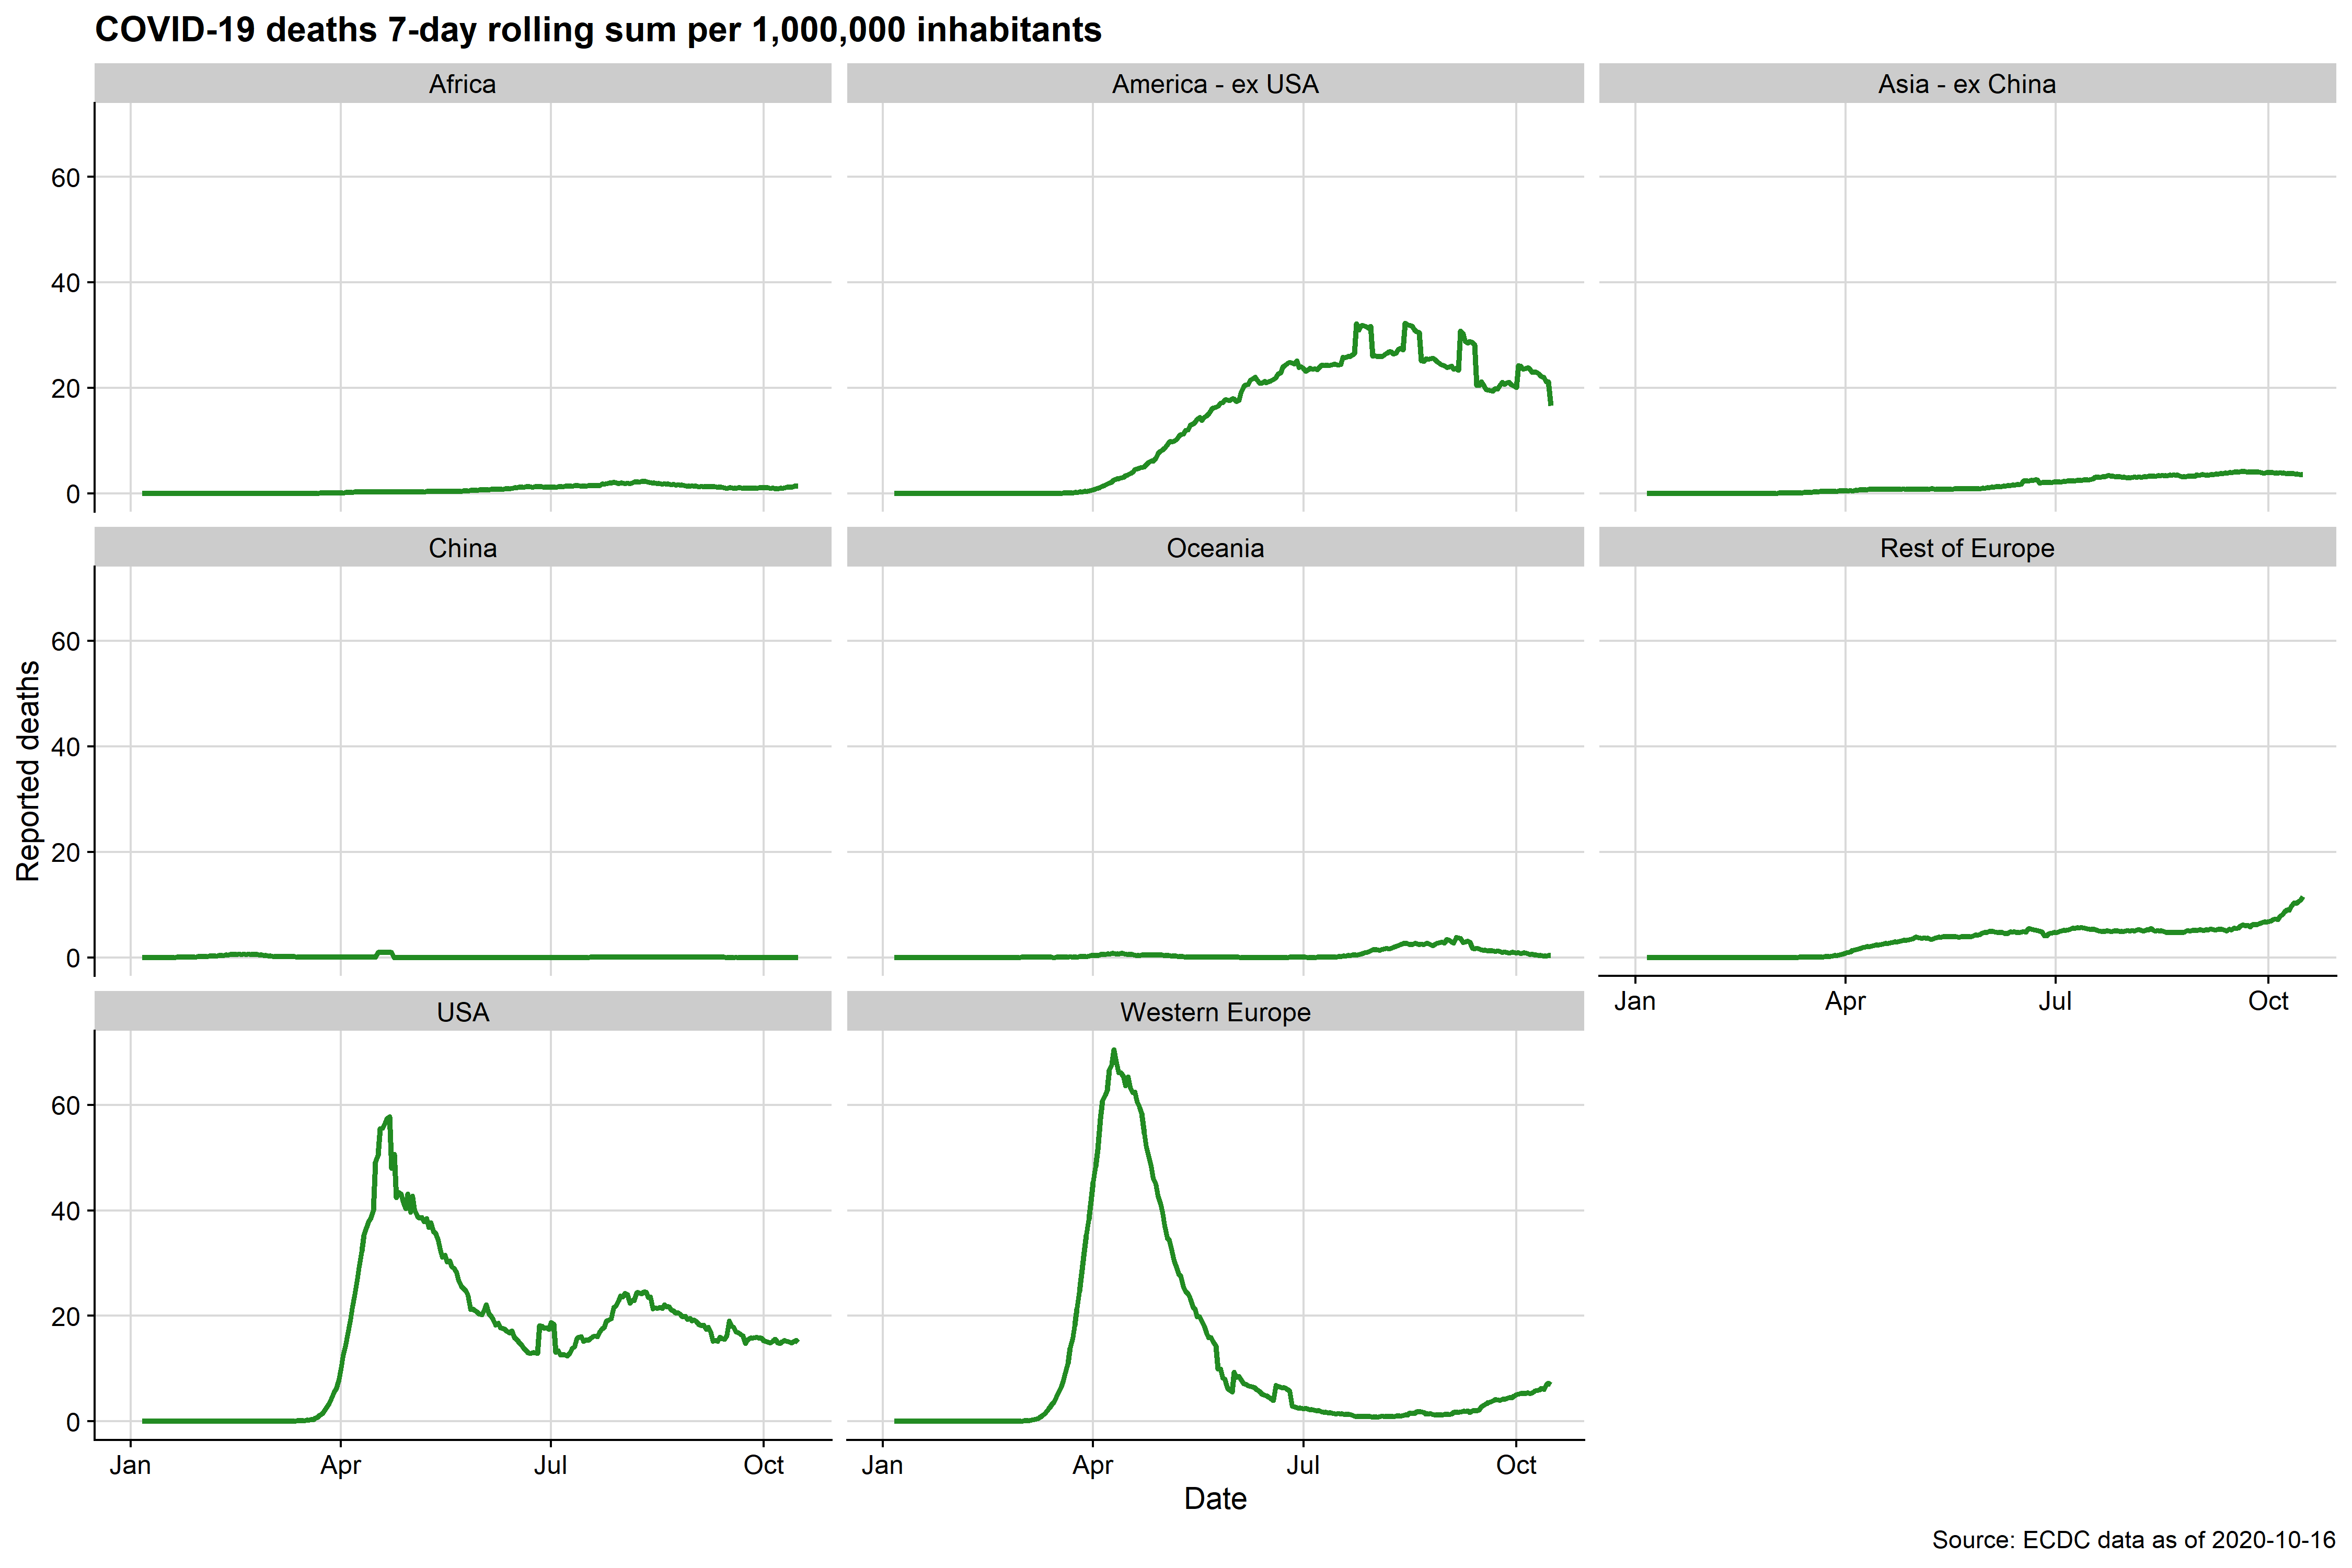 COVID-19 deaths 7-day rolling sum per 1,000,000 inhabitants
Africa
America - ex USA
Asia - ex China
60
40
20
0
China
Oceania
Rest of Europe
60
40
20
0
Jan Apr Jul Oct
Reported deaths
USA
Western Europe
60
40
20
0
Jan Apr Jul Oct
Jan Apr Jul Oct
Date
Source: ECDC data as of 2020-10-16